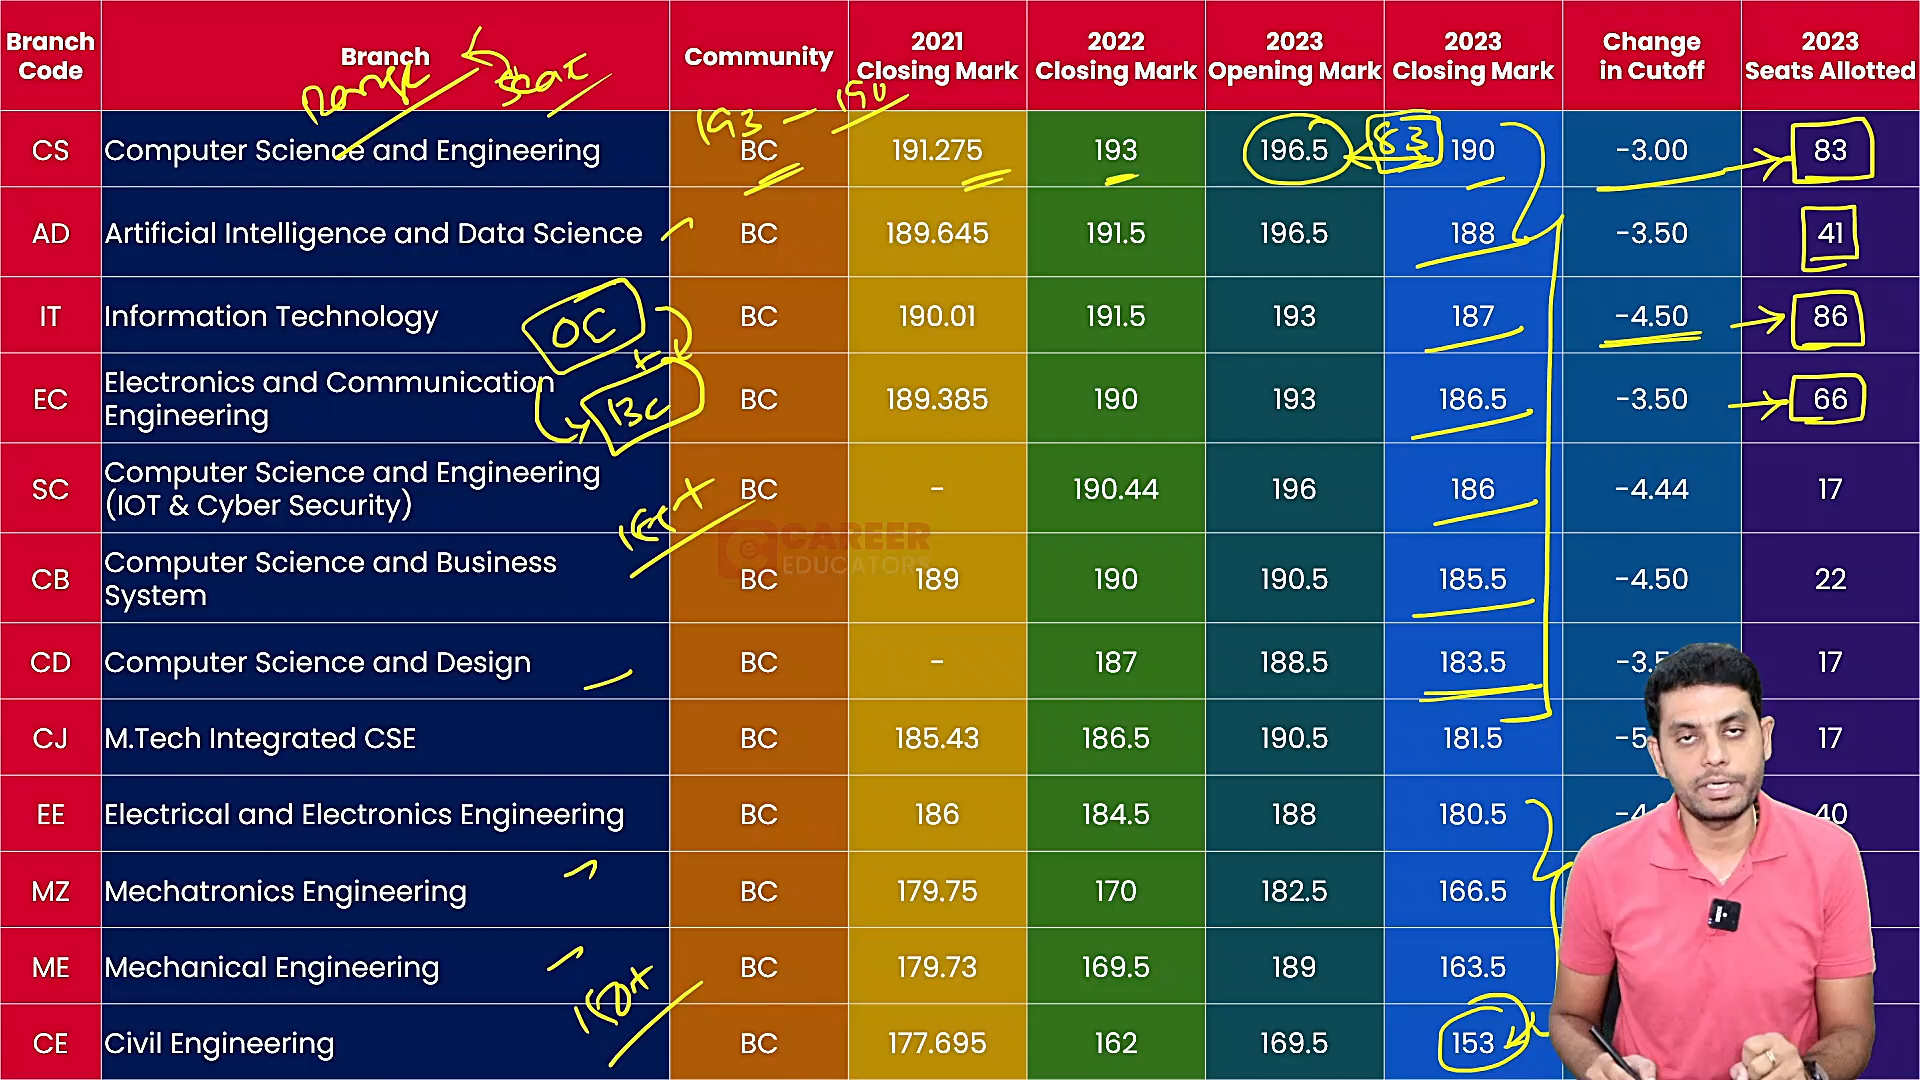 Branch Code Branch Community 2021 Closing Mark 2022 Closing Mark 2023 Opening Mark 2023 Closing Mark Change in Cutoff 2023 Seats Allotted
Range Seat
193 - 190
CS Computer Science and Engineering BC 191.275 193 196.5 83 190 -3.00 83
AD Artificial Intelligence and Data Science BC 189.645 191.5 196.5 188 -3.50 41
IT Information Technology OC BC 190.01 191.5 193 187 -4.50 86
EC Electronics and Communication Engineering BC BC 189.385 190 193 186.5 -3.50 66
SC Computer Science and Engineering (IOT & Cyber Security) BC - 190.44 196 186 -4.44 17
CAREER
EDUCATORS
CB Computer Science and Business System BC 189 190 190.5 185.5 -4.50 22
CD Computer Science and Design BC - 187 188.5 183.5 17
CJ M.Tech Integrated CSE BC 185.43 186.5 190.5 181.5 17
EE Electrical and Electronics Engineering BC 186 184.5 188 180.5 40
MZ Mechatronics Engineering BC 179.75 170 182.5 166.5
ME Mechanical Engineering BC 179.73 169.5 189 163.5
CE Civil Engineering 150+ BC 177.695 162 169.5 153